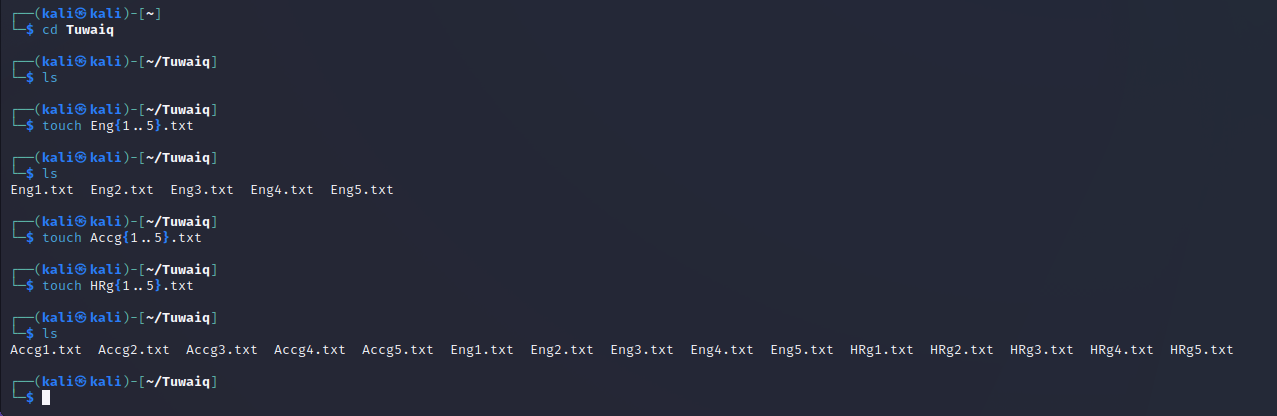 ┌──(kali㉿kali)-[~]
└─$ cd Tuwaiq
┌──(kali㉿kali)-[~/Tuwaiq]
└─$ ls
┌──(kali㉿kali)-[~/Tuwaiq]
└─$ touch Eng{1..5}.txt
┌──(kali㉿kali)-[~/Tuwaiq]
└─$ ls
Eng1.txt  Eng2.txt  Eng3.txt  Eng4.txt  Eng5.txt
┌──(kali㉿kali)-[~/Tuwaiq]
└─$ touch Accg{1..5}.txt
┌──(kali㉿kali)-[~/Tuwaiq]
└─$ touch HRg{1..5}.txt
┌──(kali㉿kali)-[~/Tuwaiq]
└─$ ls
Accg1.txt  Accg2.txt  Accg3.txt  Accg4.txt  Accg5.txt  Eng1.txt  Eng2.txt  Eng3.txt  Eng4.txt  Eng5.txt  HRg1.txt  HRg2.txt  HRg3.txt  HRg4.txt  HRg5.txt
┌──(kali㉿kali)-[~/Tuwaiq]
└─$